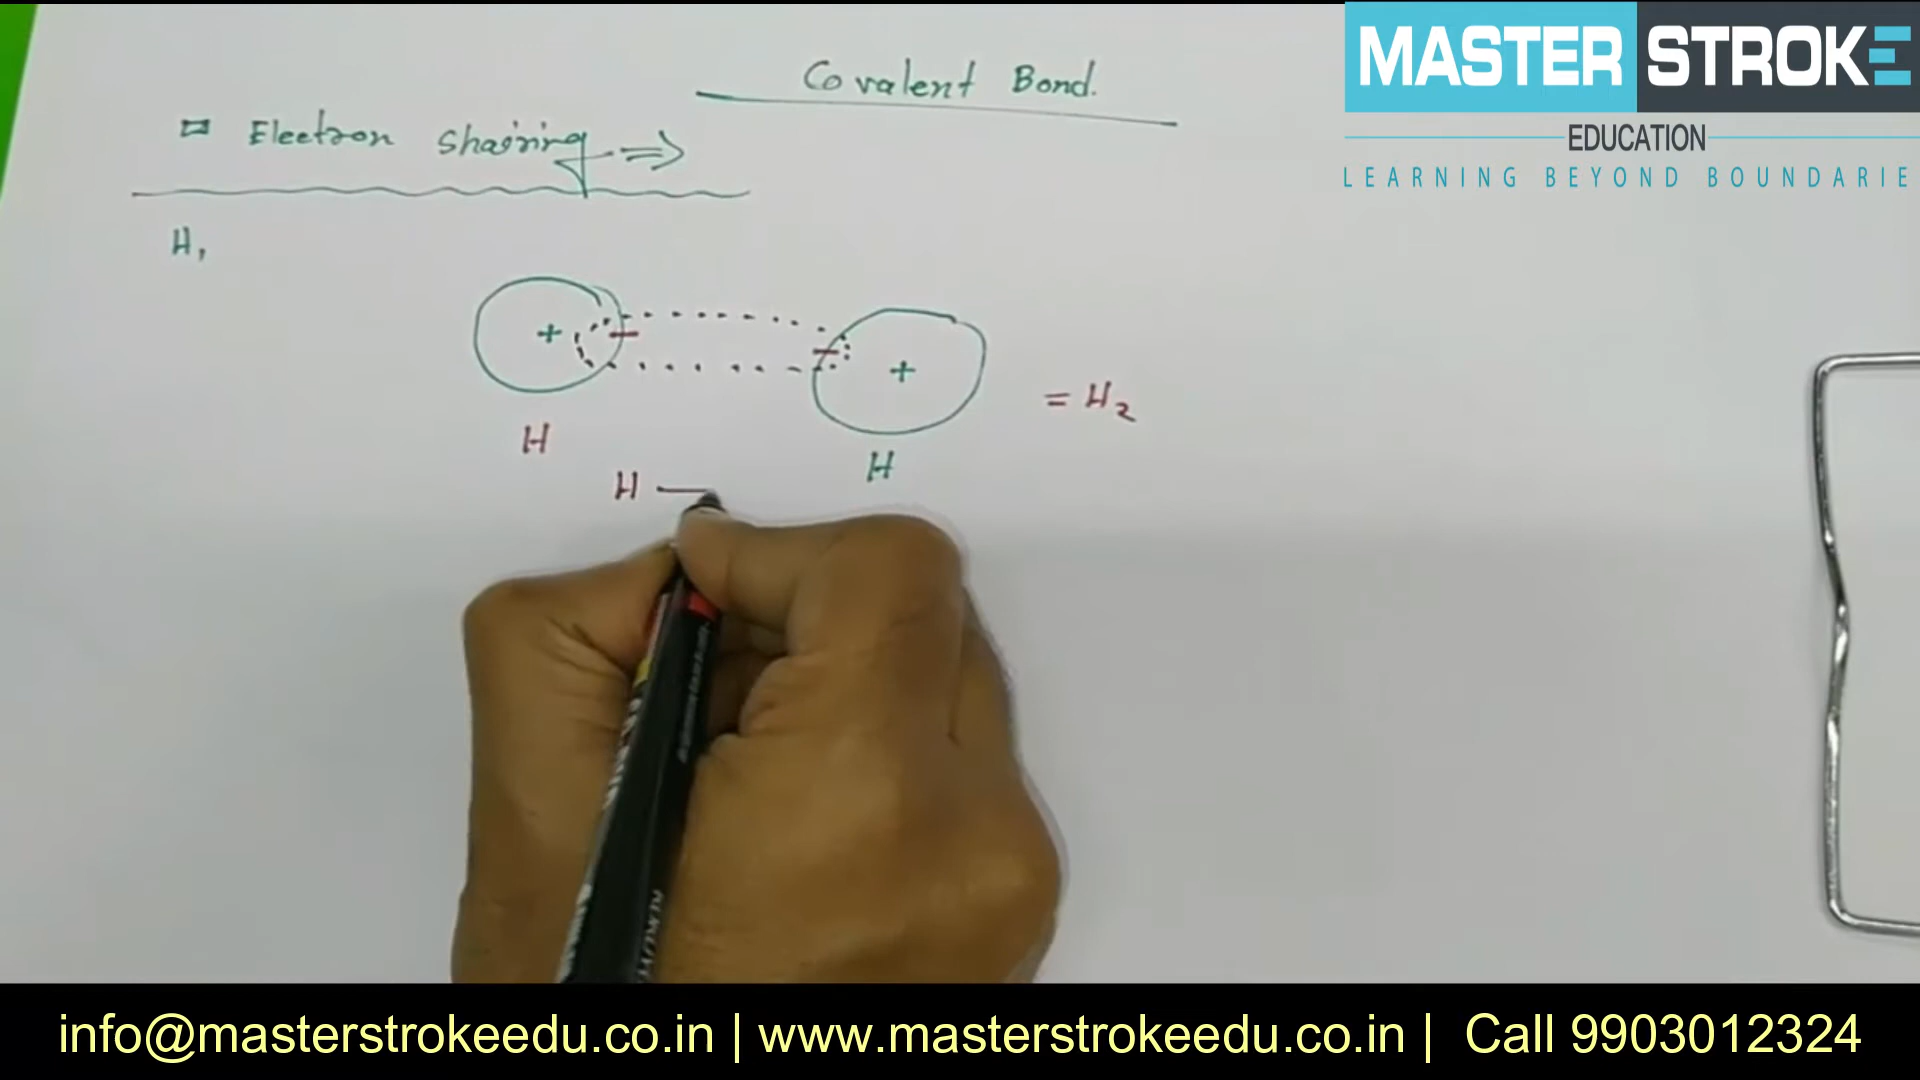 MASTER STROKE
EDUCATION
LEARNING BEYOND BOUNDARIE
Covalent Bond.
Electron Shairing ⇒
H,
+ − − +
= H2
H
H
H —
info@masterstrokeedu.co.in | www.masterstrokeedu.co.in | Call 9903012324